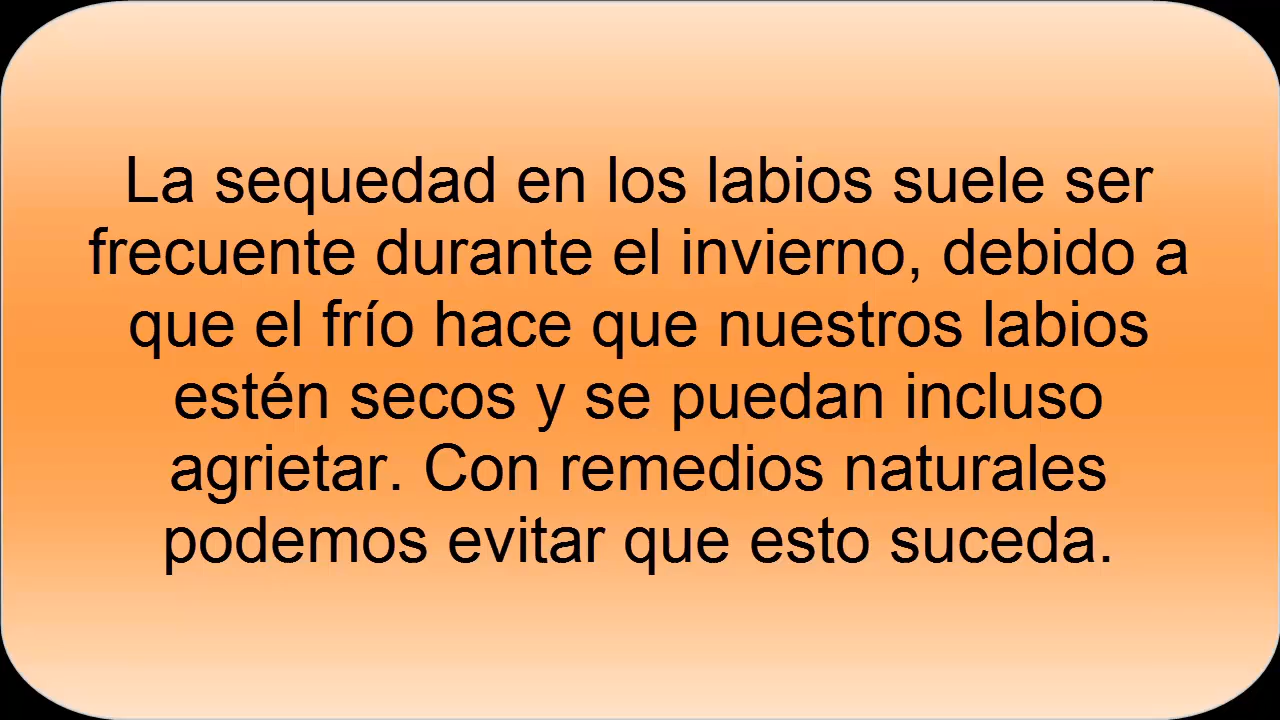 La sequedad en los labios suele ser
frecuente durante el invierno, debido a
que el frío hace que nuestros labios
estén secos y se puedan incluso
agrietar. Con remedios naturales
podemos evitar que esto suceda.